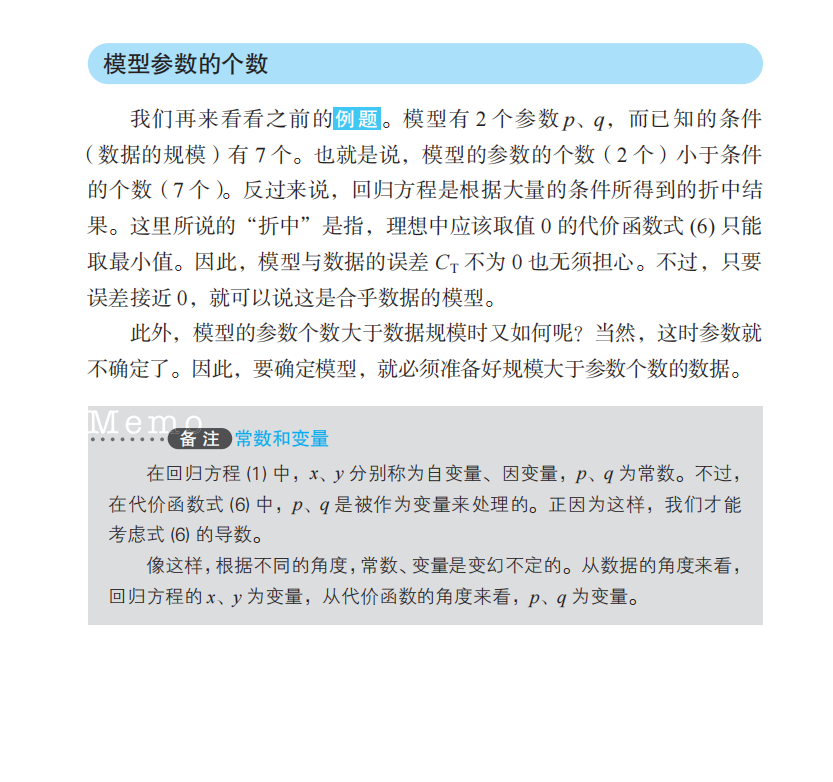 模型参数的个数
我们再来看看之前的例题。模型有 2 个参数 p、q，而已知的条件
（数据的规模）有 7 个。也就是说，模型的参数的个数（2 个）小于条件
的个数（7 个）。反过来说，回归方程是根据大量的条件所得到的折中结
果。这里所说的“折中”是指，理想中应该取值 0 的代价函数式 (6) 只能
取最小值。因此，模型与数据的误差 CT 不为 0 也无须担心。不过，只要
误差接近 0，就可以说这是合乎数据的模型。
此外，模型的参数个数大于数据规模时又如何呢？当然，这时参数就
不确定了。因此，要确定模型，就必须准备好规模大于参数个数的数据。
Memo
备注 常数和变量
在回归方程 (1) 中，x、y 分别称为自变量、因变量，p、q 为常数。不过，
在代价函数式 (6) 中，p、q 是被作为变量来处理的。正因为这样，我们才能
考虑式 (6) 的导数。
像这样，根据不同的角度，常数、变量是变幻不定的。从数据的角度来看，
回归方程的 x、y 为变量，从代价函数的角度来看，p、q 为变量。